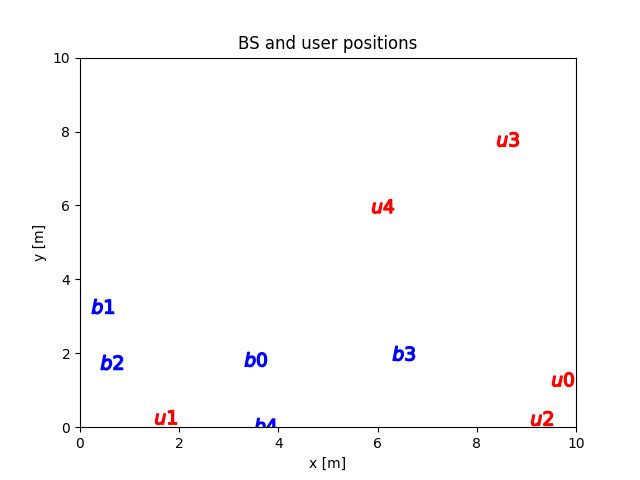 BS and user positions
10
u3
8
u4
6
y [m]
4
b1
b3
b0
2
b2
u0
u1
u2
b4
0
0 2 4 6 8 10
x [m]